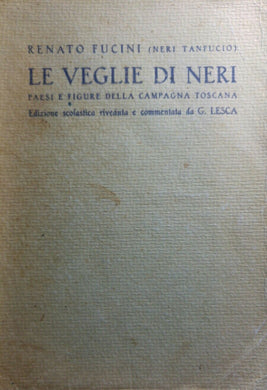 RENATO FUCINI (NERI TANFUCIO)
LE VEGLIE DI NERI
PAESI E FIGURE DELLA CAMPAGNA TOSCANA
Edizione scolastica riveduta e commentata da G. LESCA